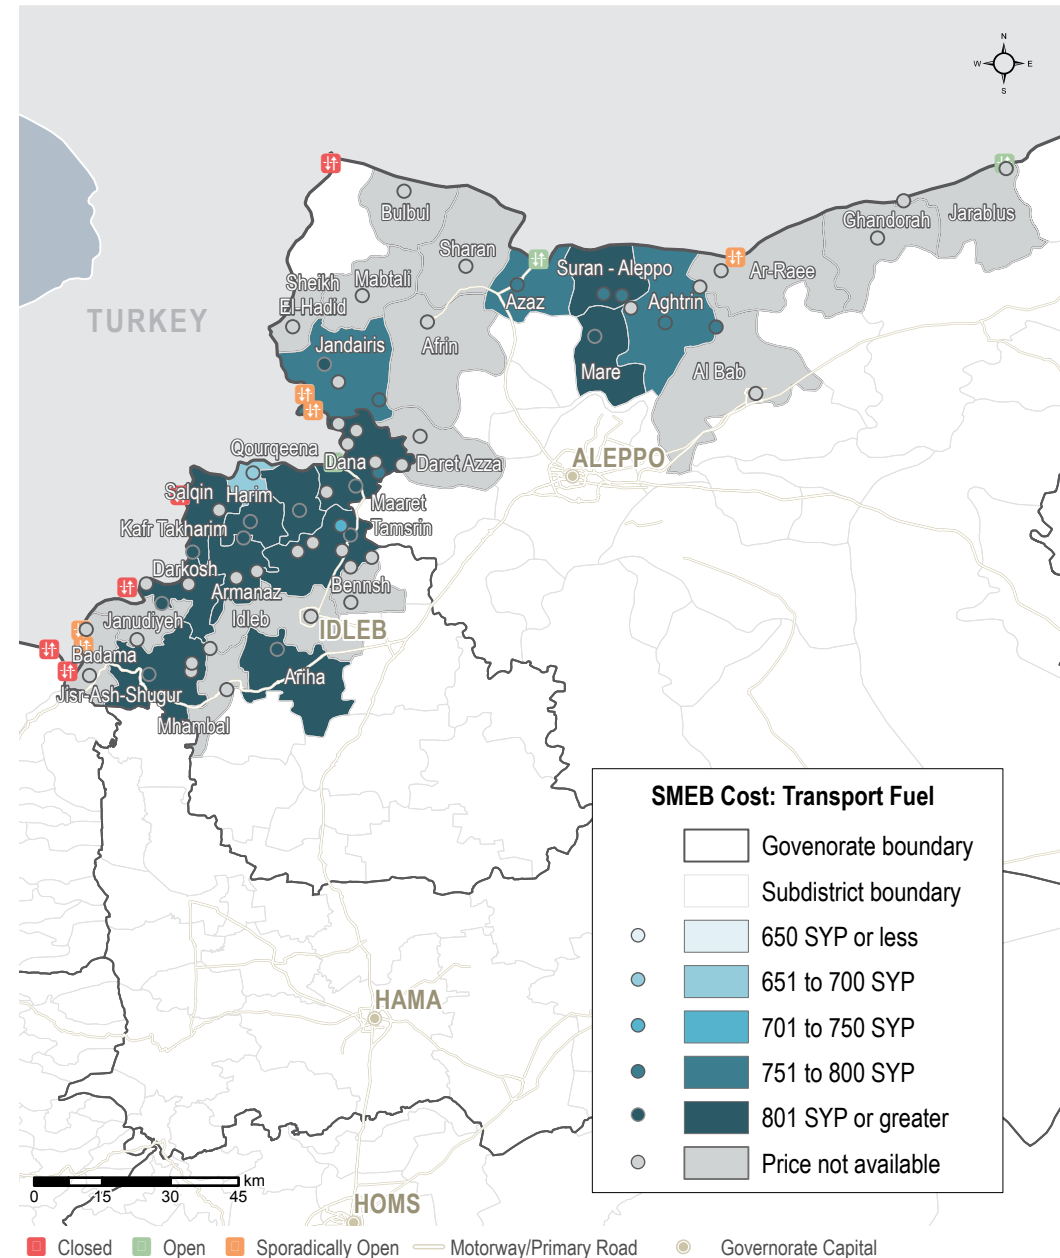 N
W E
S
Bulbul
Ghandorah
Jarablus
Sharan
Suran - Aleppo
Ar-Raee
Sheikh
El-Hadid
Mabtali
Azaz
Aghtrin
TURKEY
Jandairis
Afrin
Mare
Al Bab
Qourqeena
Dana
Daret Azza
ALEPPO
Salqin
Harim
Maaret
Tamsrin
Kafr Takharim
Darkosh
Armanaz
Bennsh
Janudiyeh
Idleb
IDLEB
Badama
Ariha
Jisr-Ash-Shugur
Mhambal
SMEB Cost: Transport Fuel
Govenorate boundary
Subdistrict boundary
650 SYP or less
651 to 700 SYP
701 to 750 SYP
751 to 800 SYP
801 SYP or greater
Price not available
HAMA
HOMS
km
0 15 30 45
Closed Open Sporadically Open Motorway/Primary Road Governorate Capital